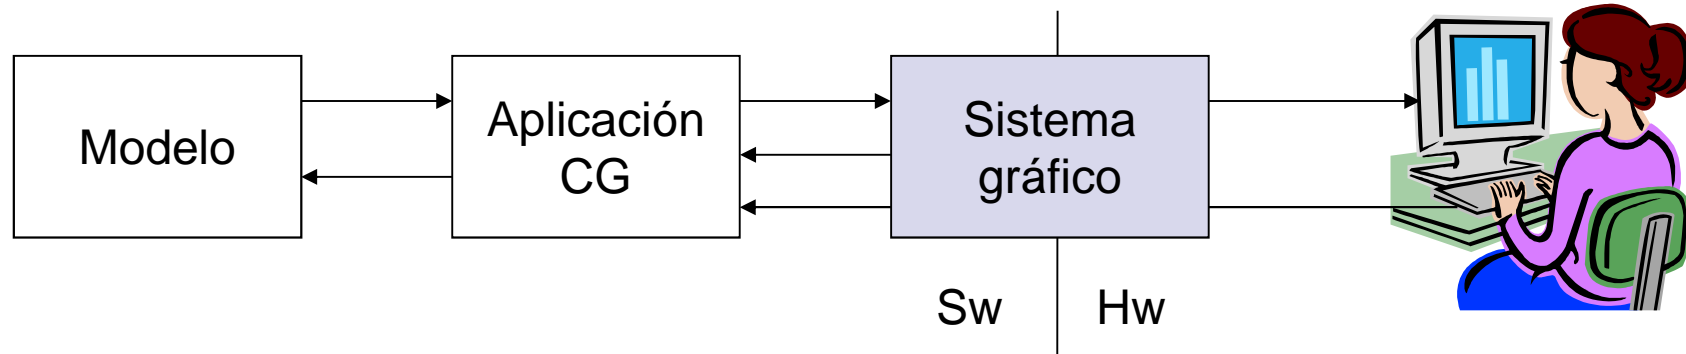 Modelo
Aplicación
CG
Sistema
gráfico
Sw
Hw